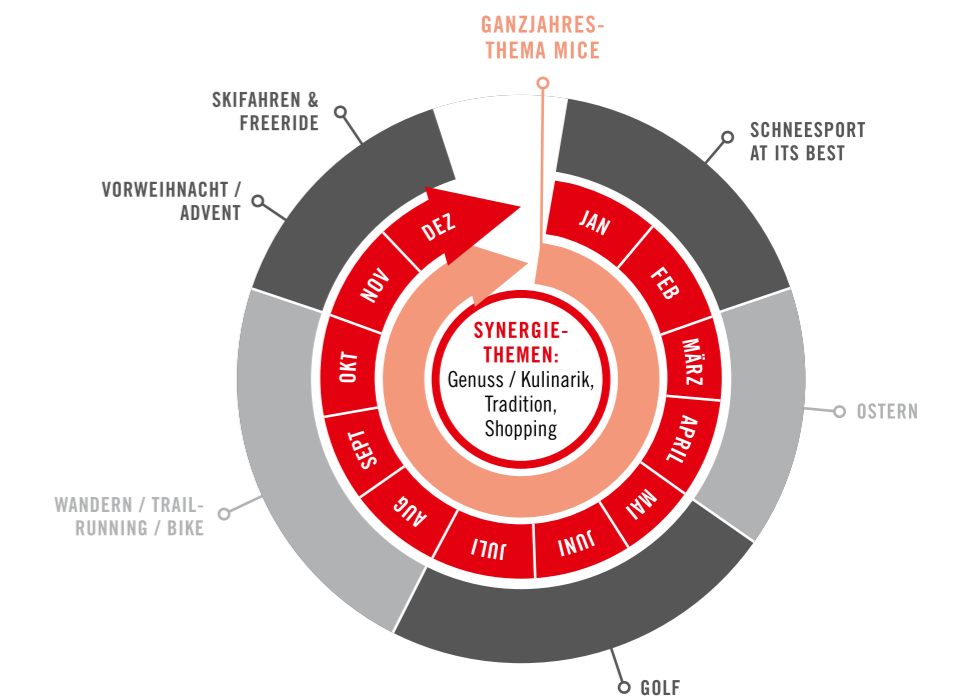 GANZJAHRES-
THEMA MICE
SKIFAHREN &
FREERIDE
SCHNEESPORT
AT ITS BEST
VORWEIHNACHT /
ADVENT
JAN
FEB
MÄRZ
APRIL
MAI
JUNI
JULI
AUG
SEPT
OKT
NOV
DEZ
SYNERGIE-
THEMEN:
Genuss / Kulinarik,
Tradition,
Shopping
OSTERN
WANDERN / TRAIL-
RUNNING / BIKE
GOLF